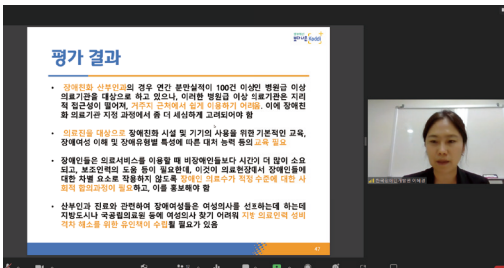 평가 결과
• 장애친화 산부인과의 경우 연간 분만실적이 100건 이상인 병원급 이상
의료기관을 대상으로 하고 있으나, 이러한 병원급 이상 의료기관은 지리
적 접근성이 떨어져, 거주지 근처에서 쉽게 이용하기 어려움. 이에 장애친
화 의료기관 지정 과정에서 좀 더 세심하게 고려되어야 함
• 의료진을 대상으로 장애친화 시설 및 기기의 사용을 위한 기본적인 교육,
장애여성 이해 및 장애유형별 특성에 따른 대처 능력 등의 교육 필요
• 장애인들은 의료서비스를 이용할 때 비장애인들보다 시간이 더 많이 소요
되고, 보조인력의 도움 등이 필요한데, 이것이 의료현장에서 장애인들에
대한 차별 요소로 작용하지 않도록 장애인 의료수가 적정 수준에 대한 사
회적 합의과정이 필요하고, 이를 홍보해야 함
• 산부인과 진료와 관련하여 장애여성들은 여성의사를 선호하는데 하는데
지방도시나 국공립의료원 등에 여성의사 찾기 어려워 지방 의료인력 성비
격차 해소를 위한 유인책이 수립될 필요가 있음
47